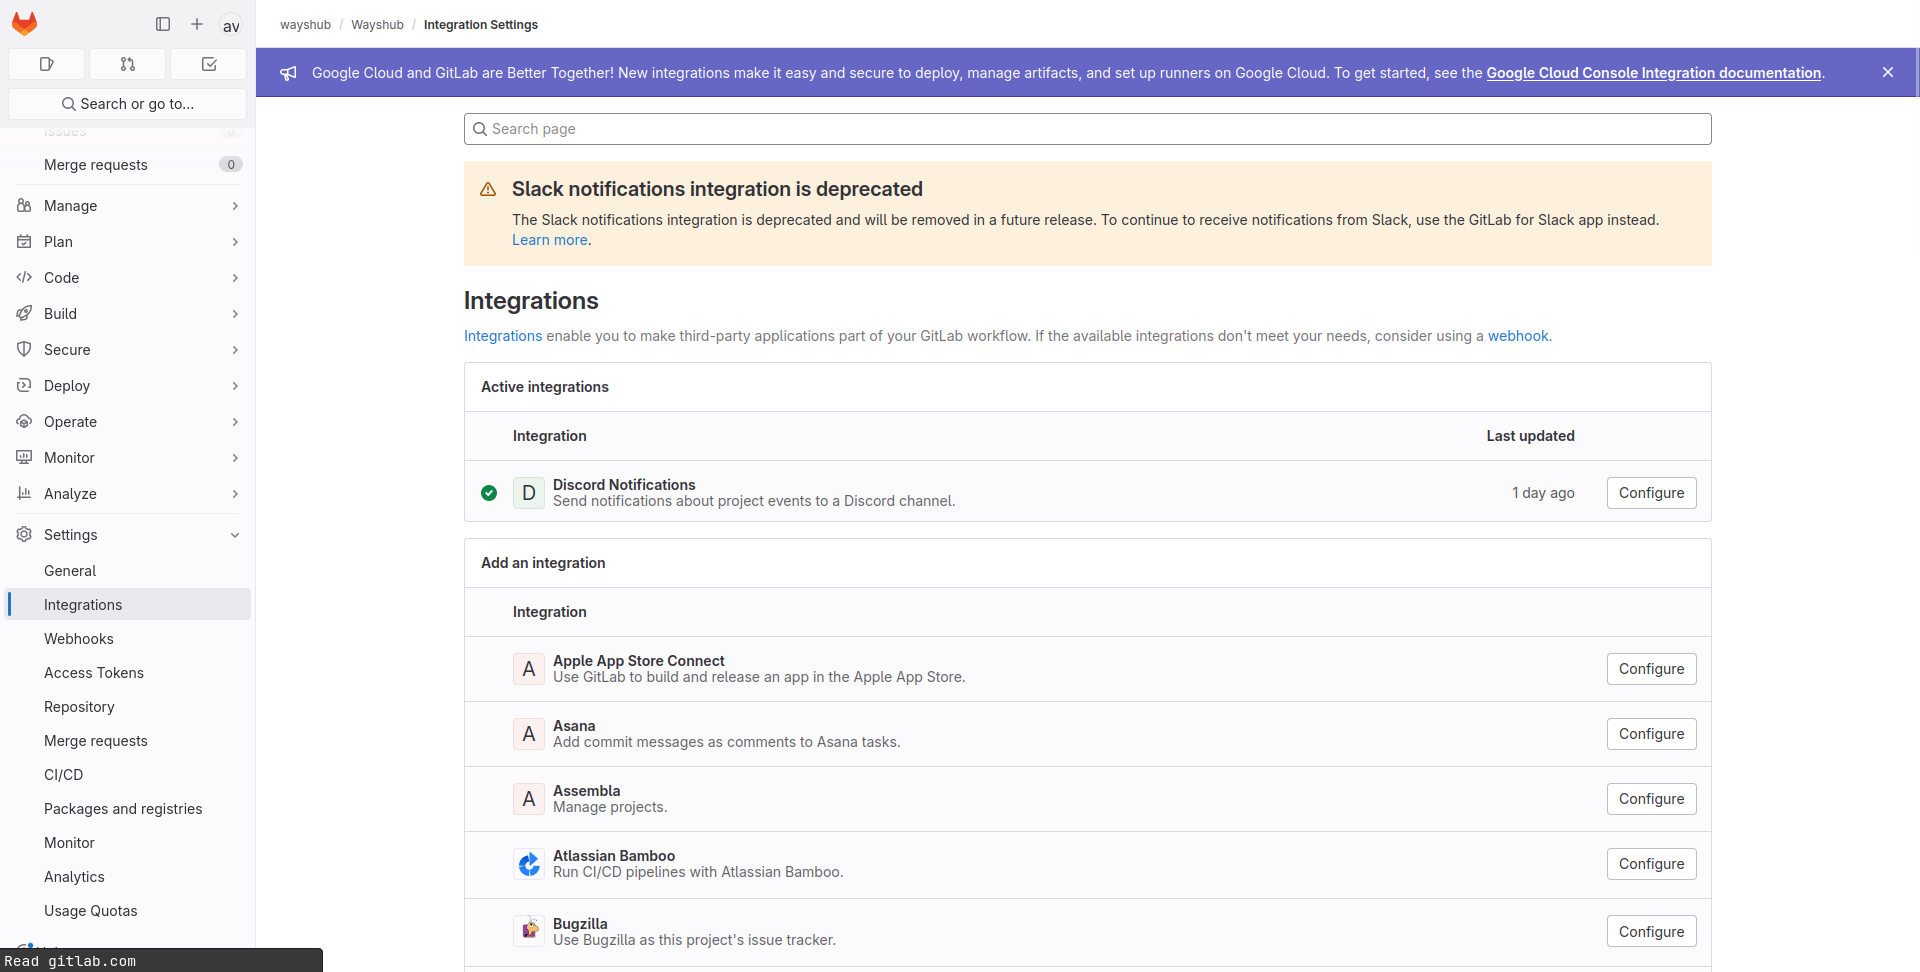 av
Search or go to...
Issues
Merge requests 0
Manage
Plan
Code
Build
Secure
Deploy
Operate
Monitor
Analyze
Settings
General
Integrations
Webhooks
Access Tokens
Repository
Merge requests
CI/CD
Packages and registries
Monitor
Analytics
Usage Quotas
Read gitlab.com
wayshub / Wayshub / Integration Settings
Google Cloud and GitLab are Better Together! New integrations make it easy and secure to deploy, manage artifacts, and set up runners on Google Cloud. To get started, see the Google Cloud Console Integration documentation.
Search page
Slack notifications integration is deprecated
The Slack notifications integration is deprecated and will be removed in a future release. To continue to receive notifications from Slack, use the GitLab for Slack app instead.
Learn more.
Integrations
Integrations enable you to make third-party applications part of your GitLab workflow. If the available integrations don't meet your needs, consider using a webhook.
Active integrations
Integration Last updated
D Discord Notifications
Send notifications about project events to a Discord channel.
1 day ago Configure
Add an integration
Integration
A Apple App Store Connect
Use GitLab to build and release an app in the Apple App Store.
Configure
A Asana
Add commit messages as comments to Asana tasks.
Configure
A Assembla
Manage projects.
Configure
Atlassian Bamboo
Run CI/CD pipelines with Atlassian Bamboo.
Configure
Bugzilla
Use Bugzilla as this project's issue tracker.
Configure